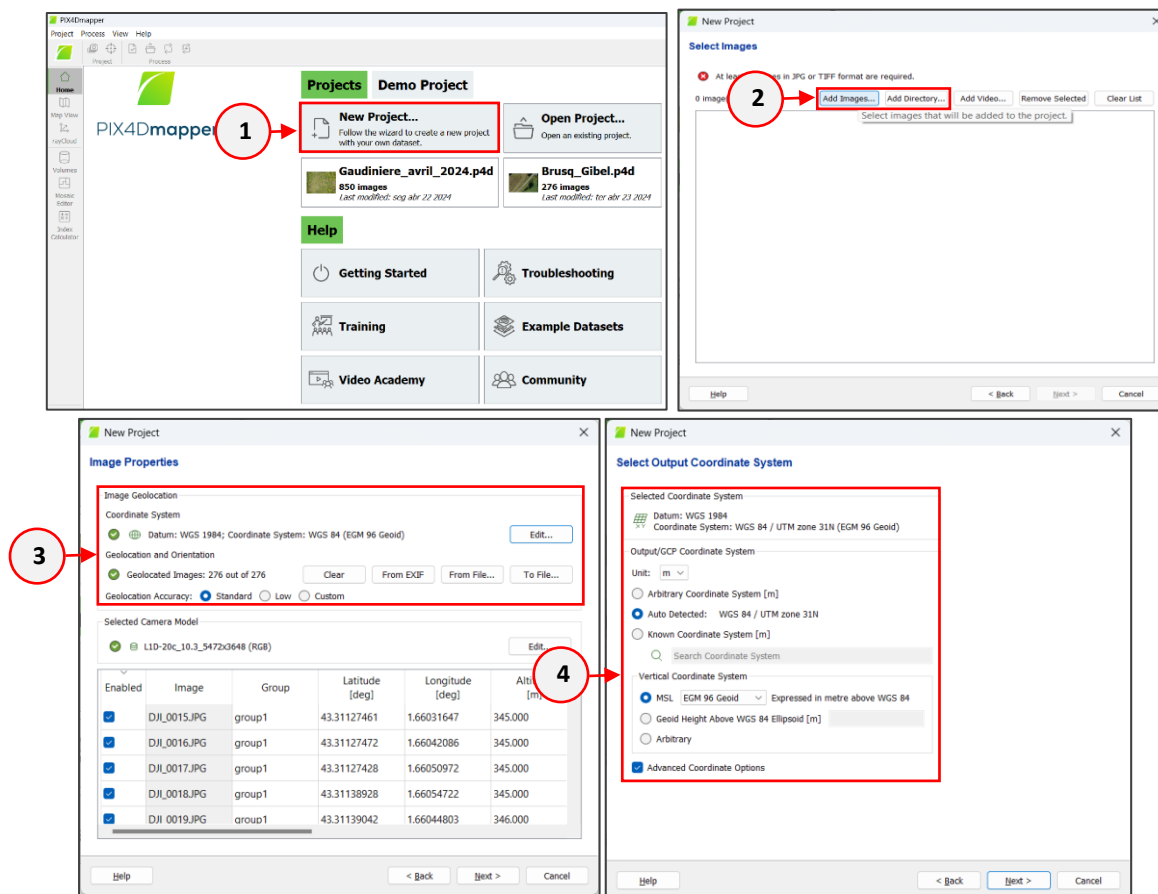 PIX4Dmapper
Project Process View Help
Project Process
Home
Map View
rayCloud
Volumes
Mosaic
Editor
Index
Calculator
PIX4Dmapper
Projects Demo Project
1
New Project...
Follow the wizard to create a new project
with your own dataset.
Open Project...
Open an existing project.
Gaudiniere_avril_2024.p4d
850 images
Last modified: seg abr 22 2024
Brusq_Gibel.p4d
276 images
Last modified: ter abr 23 2024
Help
Getting Started
Troubleshooting
Training
Example Datasets
Video Academy
Community
New Project
Select Images
At leas es in JPG or TIFF format are required.
0 image
2
Add Images... Add Directory... Add Video... Remove Selected Clear List
Select images that will be added to the project.
Help < Back Next > Cancel
New Project
Image Properties
3
Image Geolocation
Coordinate System
Datum: WGS 1984; Coordinate System: WGS 84 (EGM 96 Geoid) Edit...
Geolocation and Orientation
Geolocated Images: 276 out of 276 Clear From EXIF From File... To File...
Geolocation Accuracy: Standard Low Custom
Selected Camera Model
L1D-20c_10.3_5472x3648 (RGB) Edit...
Enabled Image Group Latitude [deg] Longitude [deg] Alti [m]
DJI_0015.JPG group1 43.31127461 1.66031647 345.000
DJI_0016.JPG group1 43.31127472 1.66042086 345.000
DJI_0017.JPG group1 43.31127428 1.66050972 345.000
DJI_0018.JPG group1 43.31138928 1.66054722 345.000
DJI_0019.JPG group1 43.31139042 1.66044803 346.000
Help < Back Next > Cancel
New Project
Select Output Coordinate System
4
Selected Coordinate System
Datum: WGS 1984
Coordinate System: WGS 84 / UTM zone 31N (EGM 96 Geoid)
Output/GCP Coordinate System
Unit: m
Arbitrary Coordinate System [m]
Auto Detected: WGS 84 / UTM zone 31N
Known Coordinate System [m]
Search Coordinate System
Vertical Coordinate System
MSL EGM 96 Geoid Expressed in metre above WGS 84
Geoid Height Above WGS 84 Ellipsoid [m]
Arbitrary
Advanced Coordinate Options
Help < Back Next > Cancel